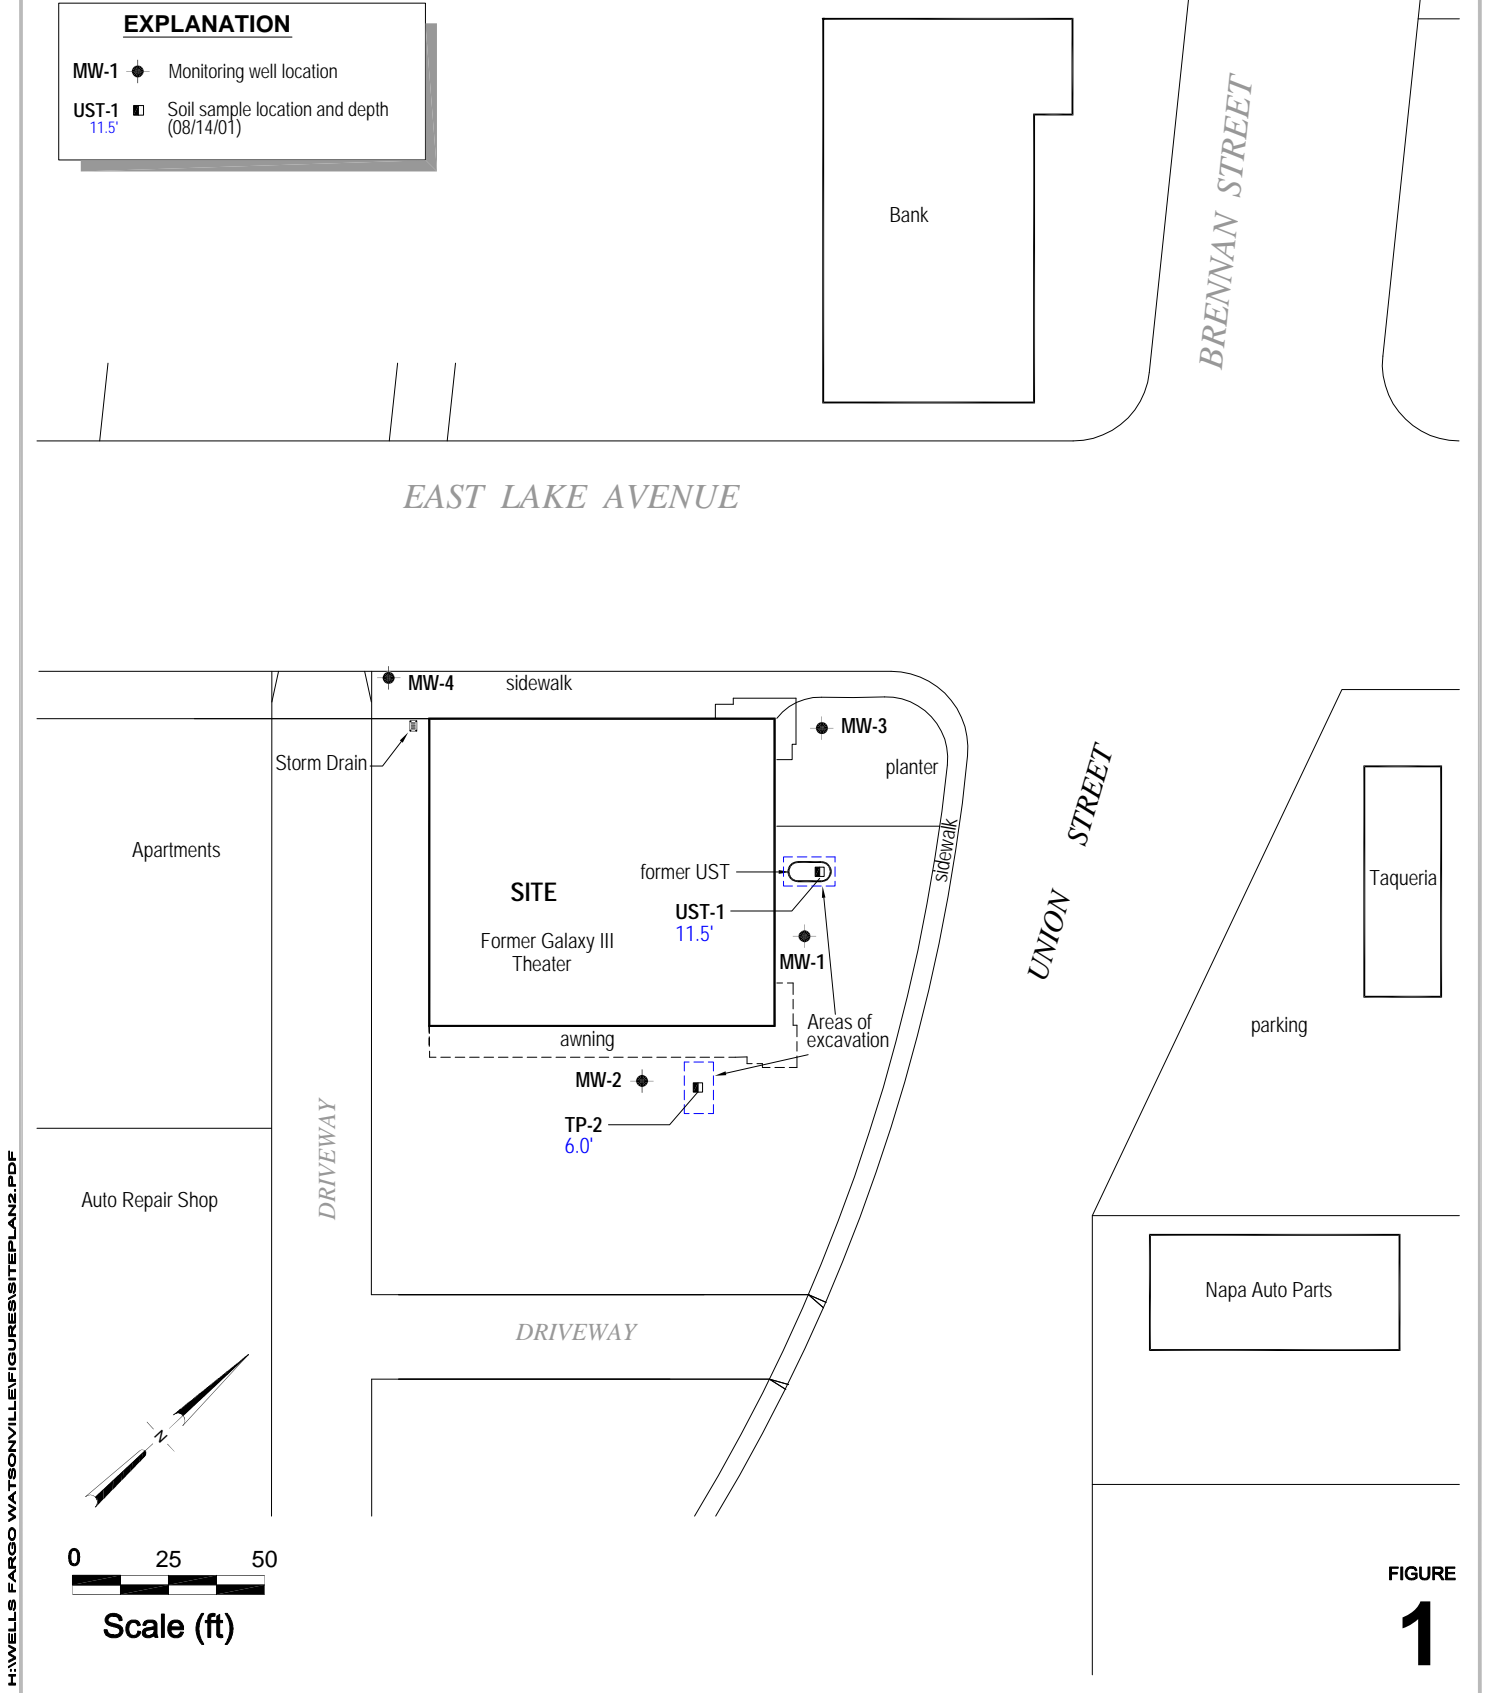 EXPLANATION
MW-1 Monitoring well location
UST-1 Soil sample location and depth
11.5' (08/14/01)
Bank
BRENNAN STREET
EAST LAKE AVENUE
MW-4
sidewalk
MW-3
Storm Drain
planter
UNION STREET
sidewalk
Apartments
former UST
Taqueria
SITE
UST-1
11.5'
Former Galaxy III
Theater
MW-1
Areas of
excavation
parking
awning
MW-2
TP-2
6.0'
DRIVEWAY
Auto Repair Shop
Napa Auto Parts
DRIVEWAY
N
0 25 50
Scale (ft)
FIGURE
1
H:\WELLS FARGO WATSONVILLE\FIGURES\SITEPLAN2.PDF